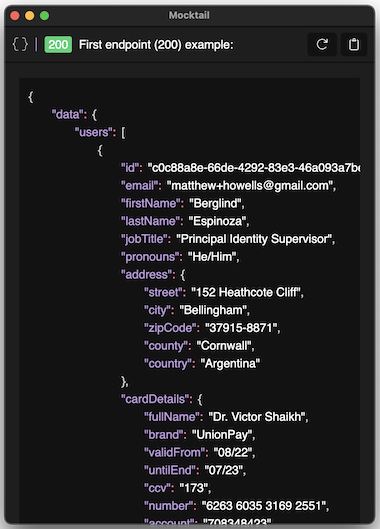 Mocktail
{} | 200 First endpoint (200) example:
{
"data": {
"users": [
{
"id": "c0c88a8e-66de-4292-83e3-46a093a7be
"email": "matthew+howells@gmail.com",
"firstName": "Berglind",
"lastName": "Espinoza",
"jobTitle": "Principal Identity Supervisor",
"pronouns": "He/Him",
"address": {
"street": "152 Heathcote Cliff",
"city": "Bellingham",
"zipCode": "37915-8871",
"county": "Cornwall",
"country": "Argentina"
},
"cardDetails": {
"fullName": "Dr. Victor Shaikh",
"brand": "UnionPay",
"validFrom": "08/22",
"untilEnd": "07/23",
"ccv": "173",
"number": "6263 6035 3169 2551",
"account": "708348423"